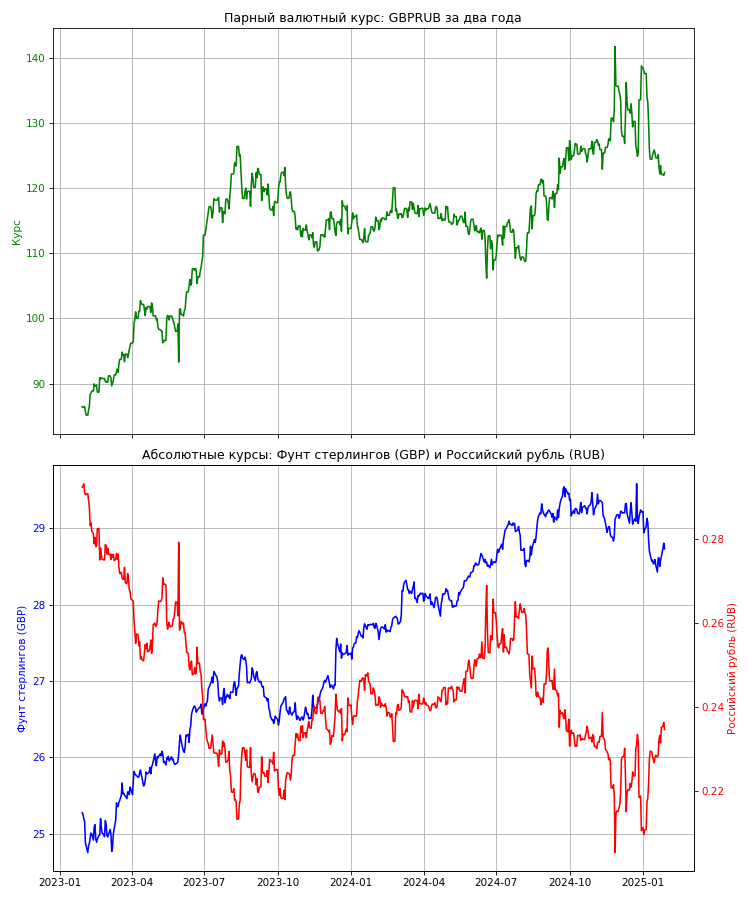 Парный валютный курс: GBPRUB за два года
140
130
120
110
100
90
Курс
Абсолютные курсы: Фунт стерлингов (GBP) и Российский рубль (RUB)
29
28
27
26
25
Фунт стерлингов (GBP)
0.28
0.26
0.24
0.22
Российский рубль (RUB)
2023-01 2023-04 2023-07 2023-10 2024-01 2024-04 2024-07 2024-10 2025-01